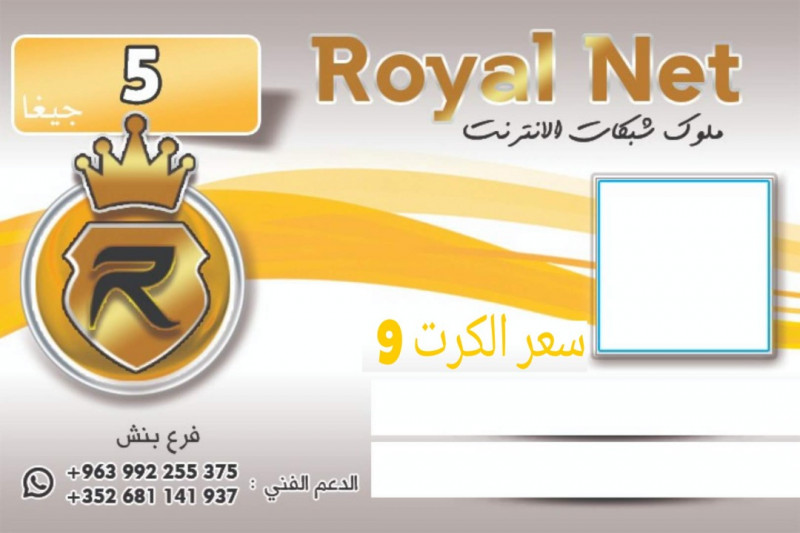 5
جيغا
Royal Net
ملوك شبكات الانترنت
R
سعر الكرت 9
فرع بنش
الدعم الفني :
+963 992 255 375
+352 681 141 937